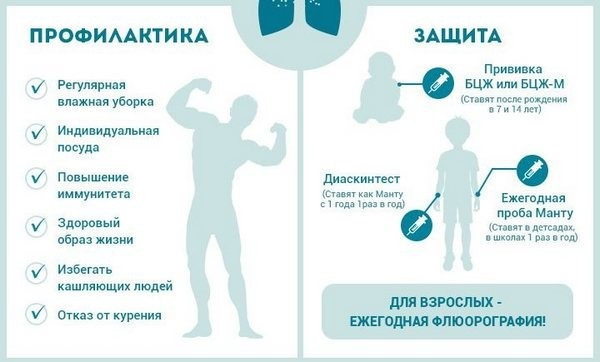 ПРОФИЛАКТИКА
Регулярная
влажная уборка
Индивидуальная
посуда
Повышение
иммунитета
Здоровый
образ жизни
Избегать
кашляющих людей
Отказ от курения
ЗАЩИТА
Прививка
БЦЖ или БЦЖ-М
(Ставят после рождения
в 7 и 14 лет)
Диаскинтест
(Ставят как Манту
с 1 года 1раз в год)
Ежегодная
проба Манту
(Ставят в детсадах,
в школах 1 раз в год)
ДЛЯ ВЗРОСЛЫХ -
ЕЖЕГОДНАЯ ФЛЮОРОГРАФИЯ!